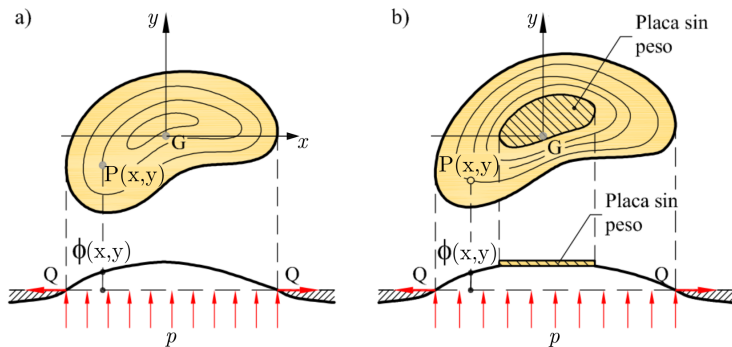 a)
y
x
G
P(x,y)
ϕ(x,y)
Q
Q
p
b)
y
Placa sin
peso
G
P(x,y)
Placa sin
peso
ϕ(x,y)
Q
Q
p